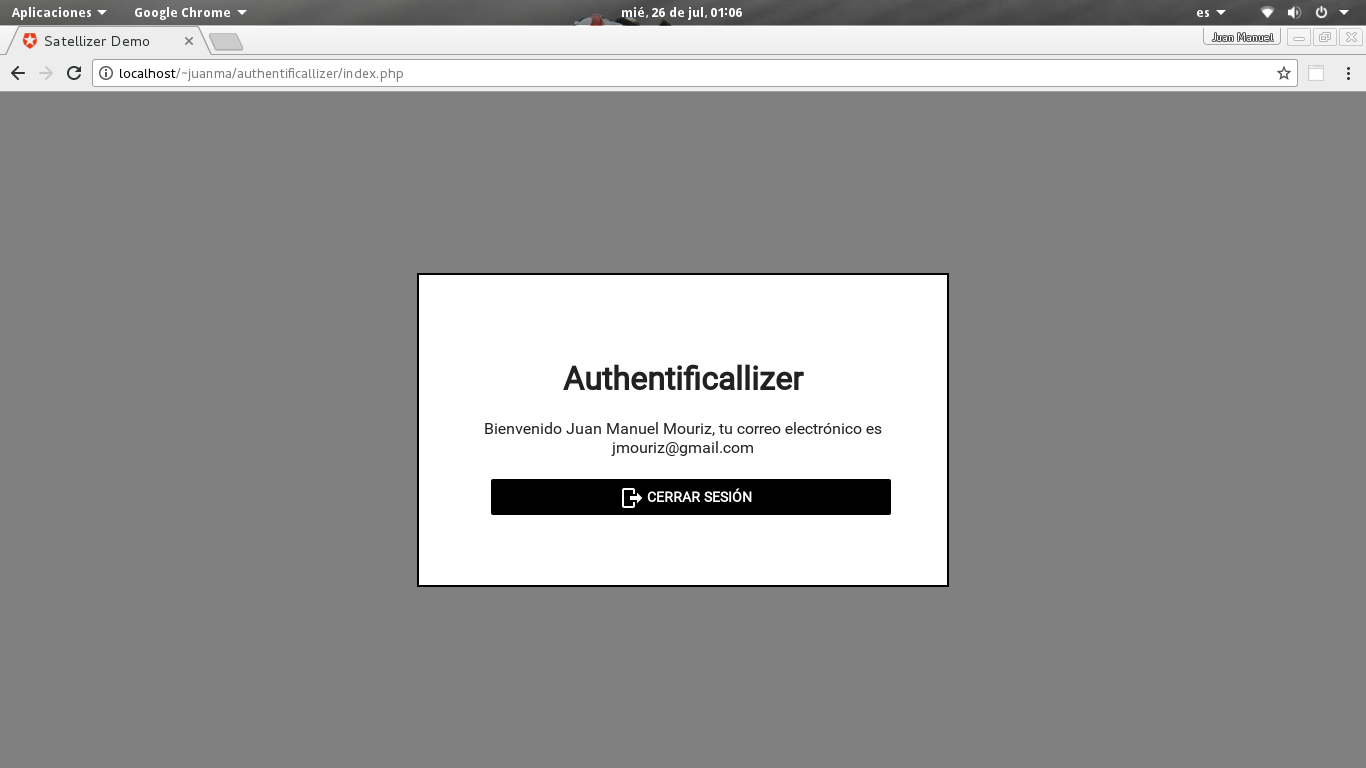 Aplicaciones Google Chrome mié, 26 de jul, 01:06 es
Satellizer Demo Juan Manuel
localhost/~juanma/authentificallizer/index.php
Authentificallizer
Bienvenido Juan Manuel Mouriz, tu correo electrónico es
jmouriz@gmail.com
CERRAR SESIÓN